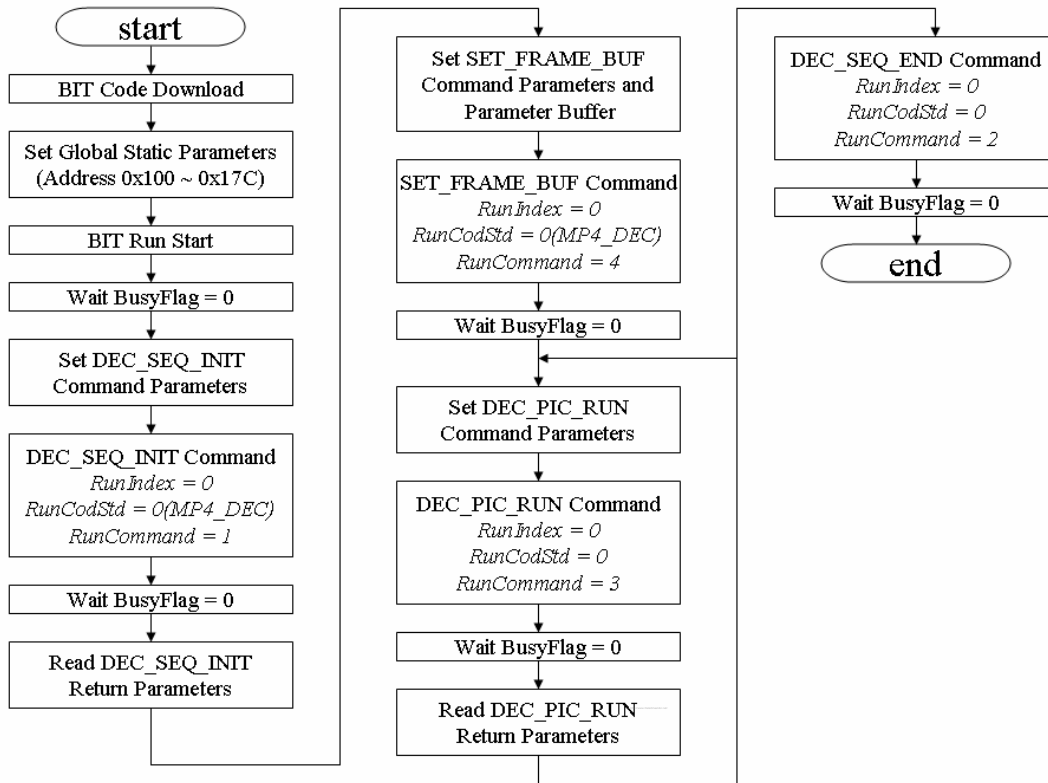 start
BIT Code Download
Set Global Static Parameters
(Address 0x100 ~ 0x17C)
BIT Run Start
Wait BusyFlag = 0
Set DEC_SEQ_INIT
Command Parameters
DEC_SEQ_INIT Command
RunIndex = 0
RunCodStd = 0(MP4_DEC)
RunCommand = 1
Wait BusyFlag = 0
Read DEC_SEQ_INIT
Return Parameters
Set SET_FRAME_BUF
Command Parameters and
Parameter Buffer
SET_FRAME_BUF Command
RunIndex = 0
RunCodStd = 0(MP4_DEC)
RunCommand = 4
Wait BusyFlag = 0
Set DEC_PIC_RUN
Command Parameters
DEC_PIC_RUN Command
RunIndex = 0
RunCodStd = 0
RunCommand = 3
Wait BusyFlag = 0
Read DEC_PIC_RUN
Return Parameters
DEC_SEQ_END Command
RunIndex = 0
RunCodStd = 0
RunCommand = 2
Wait BusyFlag = 0
end